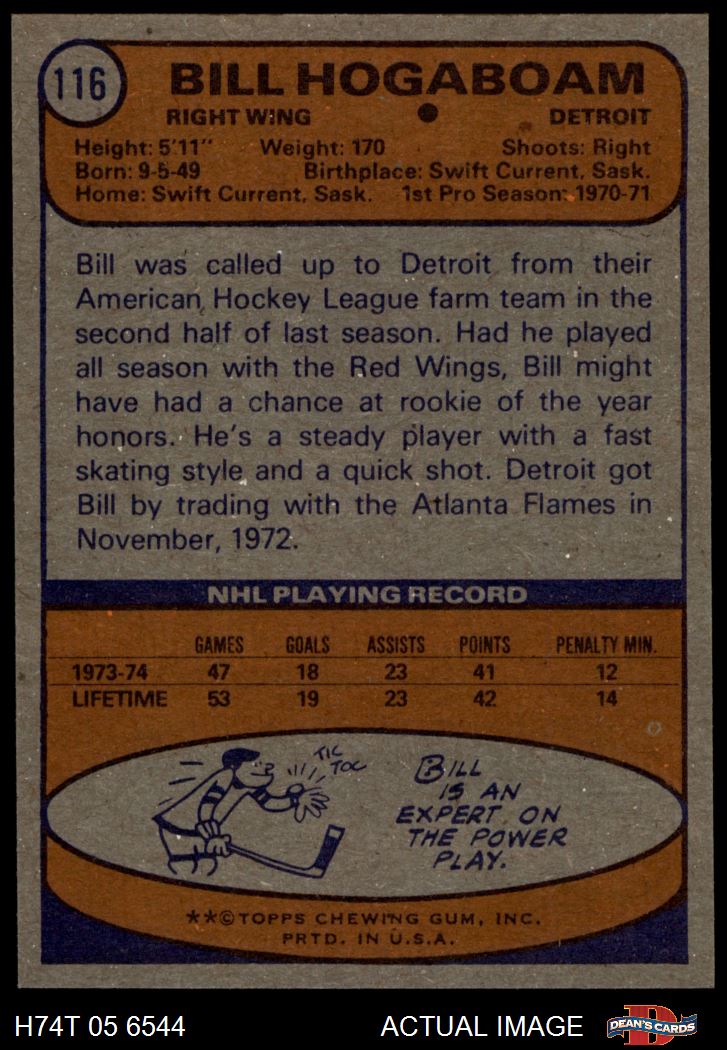 116
BILL HOGABOAM
RIGHT WING ● DETROIT
Height: 5'11" Weight: 170 Shoots: Right
Born: 9-5-49 Birthplace: Swift Current, Sask.
Home: Swift Current, Sask. 1st Pro Season: 1970-71
Bill was called up to Detroit from their
American Hockey League farm team in the
second half of last season. Had he played
all season with the Red Wings, Bill might
have had a chance at rookie of the year
honors. He's a steady player with a fast
skating style and a quick shot. Detroit got
Bill by trading with the Atlanta Flames in
November, 1972.
NHL PLAYING RECORD
GAMES GOALS ASSISTS POINTS PENALTY MIN.
1973-74 47 18 23 41 12
LIFETIME 53 19 23 42 14
TIC
TOC
BILL
IS AN
EXPERT ON
THE POWER
PLAY.
**©TOPPS CHEWING GUM, INC.
PRTD. IN U.S.A.
H74T 05 6544 ACTUAL IMAGE DEAN'S CARDS